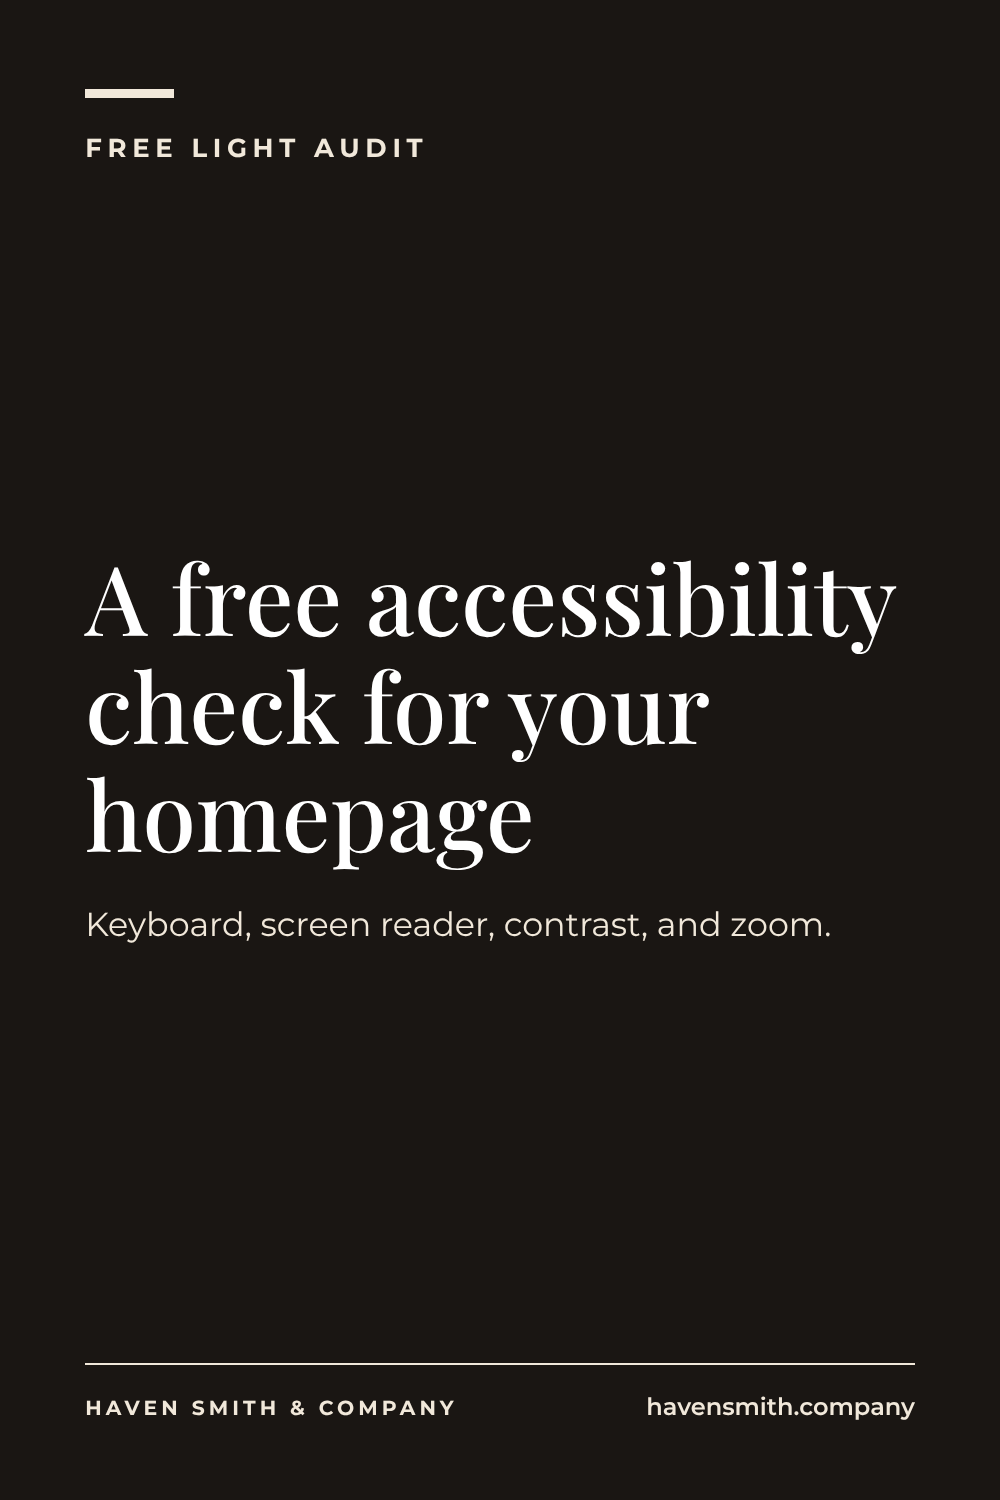 FREE LIGHT AUDIT
A free accessibility
check for your
homepage
Keyboard, screen reader, contrast, and zoom.
HAVEN SMITH & COMPANY
havensmith.company